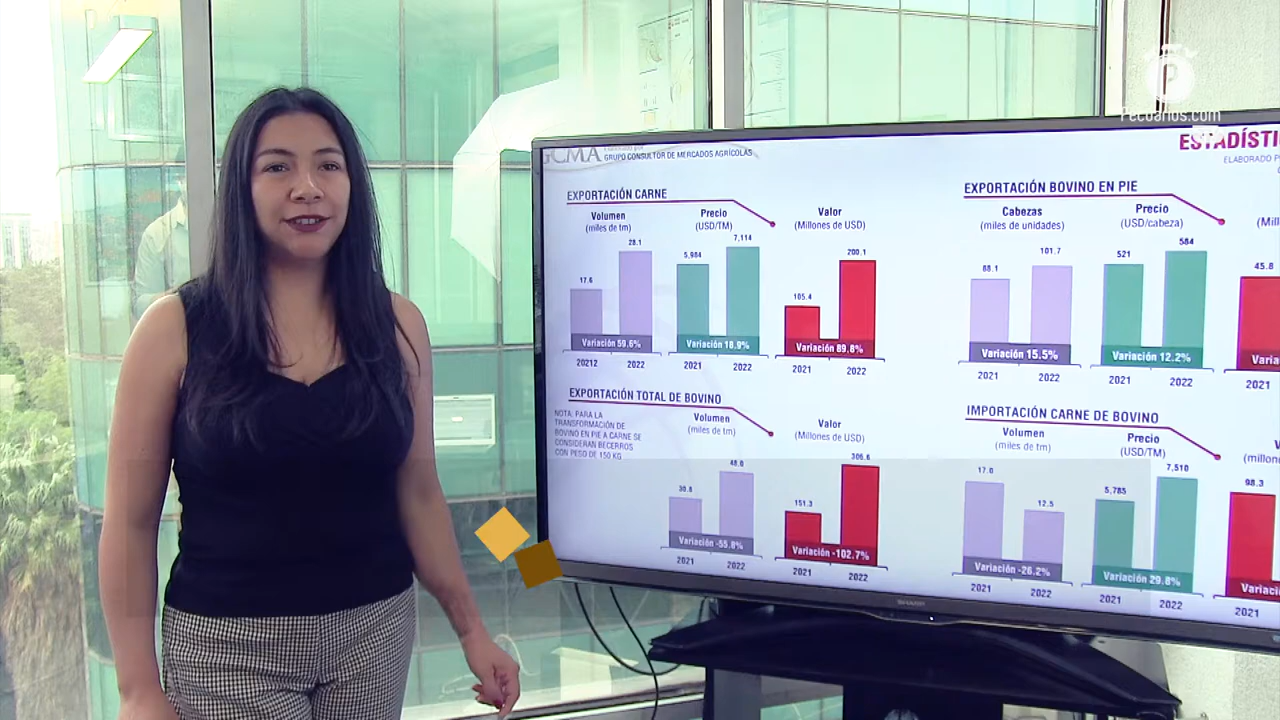 Pecuarios.com
GCMA
GRUPO CONSULTOR DE MERCADOS AGRÍCOLAS
ESTADÍSTI
ELABORADO P
EXPORTACIÓN CARNE
Volumen
(miles de tm)
17.6
28.1
Variación 59.6%
20212
2022
Precio
(USD/TM)
5,984
7,114
Variación 18.9%
2021
2022
Valor
(Millones de USD)
105.4
200.1
Variación 89.8%
2021
2022
EXPORTACIÓN BOVINO EN PIE
Cabezas
(miles de unidades)
88.1
101.7
Variación 15.5%
2021
2022
Precio
(USD/cabeza)
521
584
Variación 12.2%
2021
2022
(Mill
45.8
Varia
2021
EXPORTACIÓN TOTAL DE BOVINO
NOTA: PARA LA
TRANSFORMACIÓN DE
BOVINO EN PIE A CARNE SE
CONSIDERAN BECERROS
CON PESO DE 150 KG
Volumen
(miles de tm)
30.8
48.0
Variación -55.8%
2021
2022
Valor
(Millones de USD)
151.3
306.6
Variación -102.7%
2021
2022
IMPORTACIÓN CARNE DE BOVINO
Volumen
(miles de tm)
17.0
12.5
Variación -26.2%
2021
2022
Precio
(USD/TM)
5,785
7,510
Variación 29.8%
2021
2022
V
(millon
98.3
Variaci
2021
SHARP